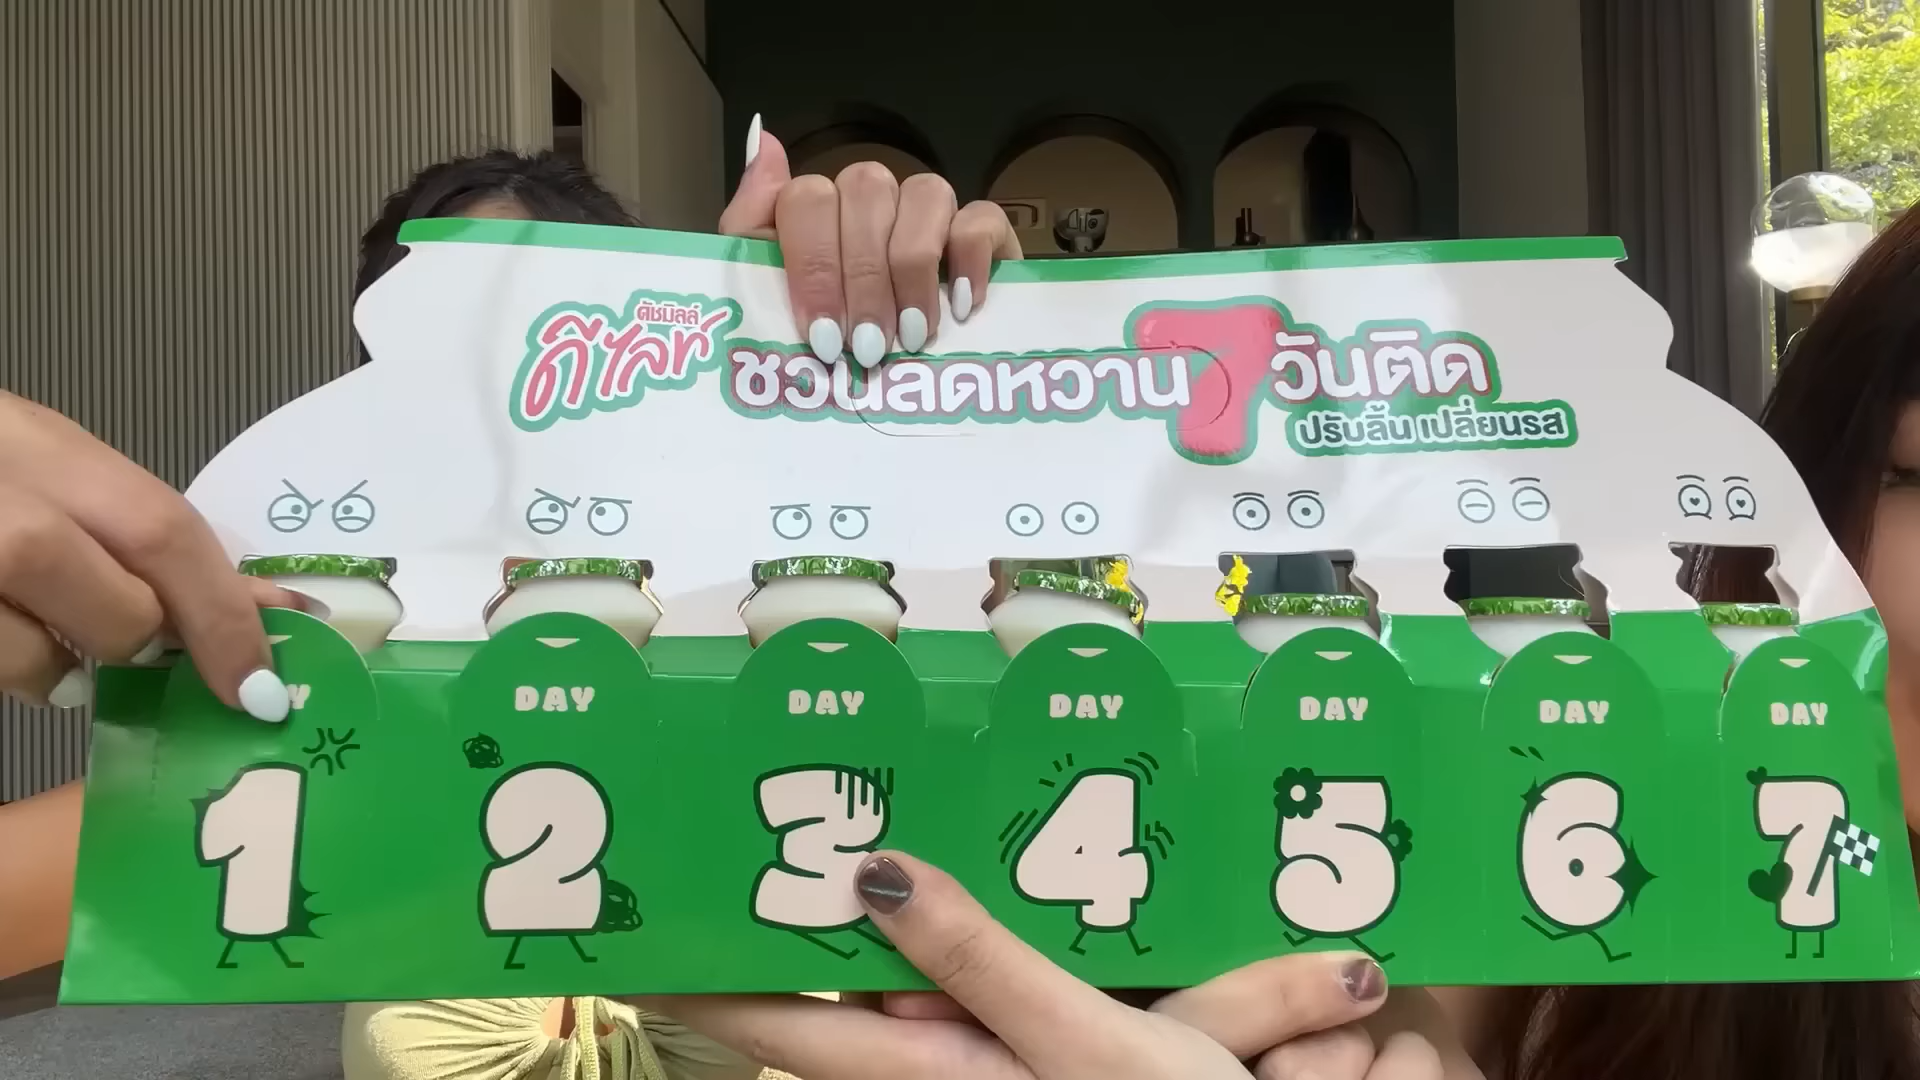 ดัชมิลล์
ดีไลท์
ชวนลดหวาน 7 วันติด
ปรับลิ้น เปลี่ยนรส
DAY DAY DAY DAY DAY DAY
1 2 3 4 5 6 7